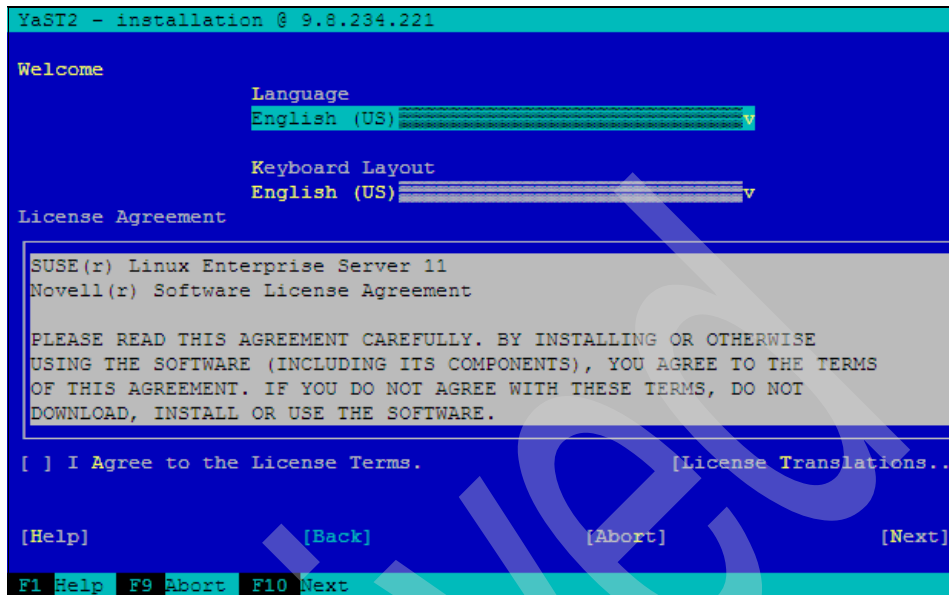 YaST2 - installation @ 9.8.234.221
Welcome
Language
English (US) v
Keyboard Layout
English (US) v
License Agreement
SUSE(r) Linux Enterprise Server 11
Novell(r) Software License Agreement
PLEASE READ THIS AGREEMENT CAREFULLY. BY INSTALLING OR OTHERWISE
USING THE SOFTWARE (INCLUDING ITS COMPONENTS), YOU AGREE TO THE TERMS
OF THIS AGREEMENT. IF YOU DO NOT AGREE WITH THESE TERMS, DO NOT
DOWNLOAD, INSTALL OR USE THE SOFTWARE.
[ ] I Agree to the License Terms. [License Translations..
[Help] [Back] [Abort] [Next]
F1 Help F9 Abort F10 Next